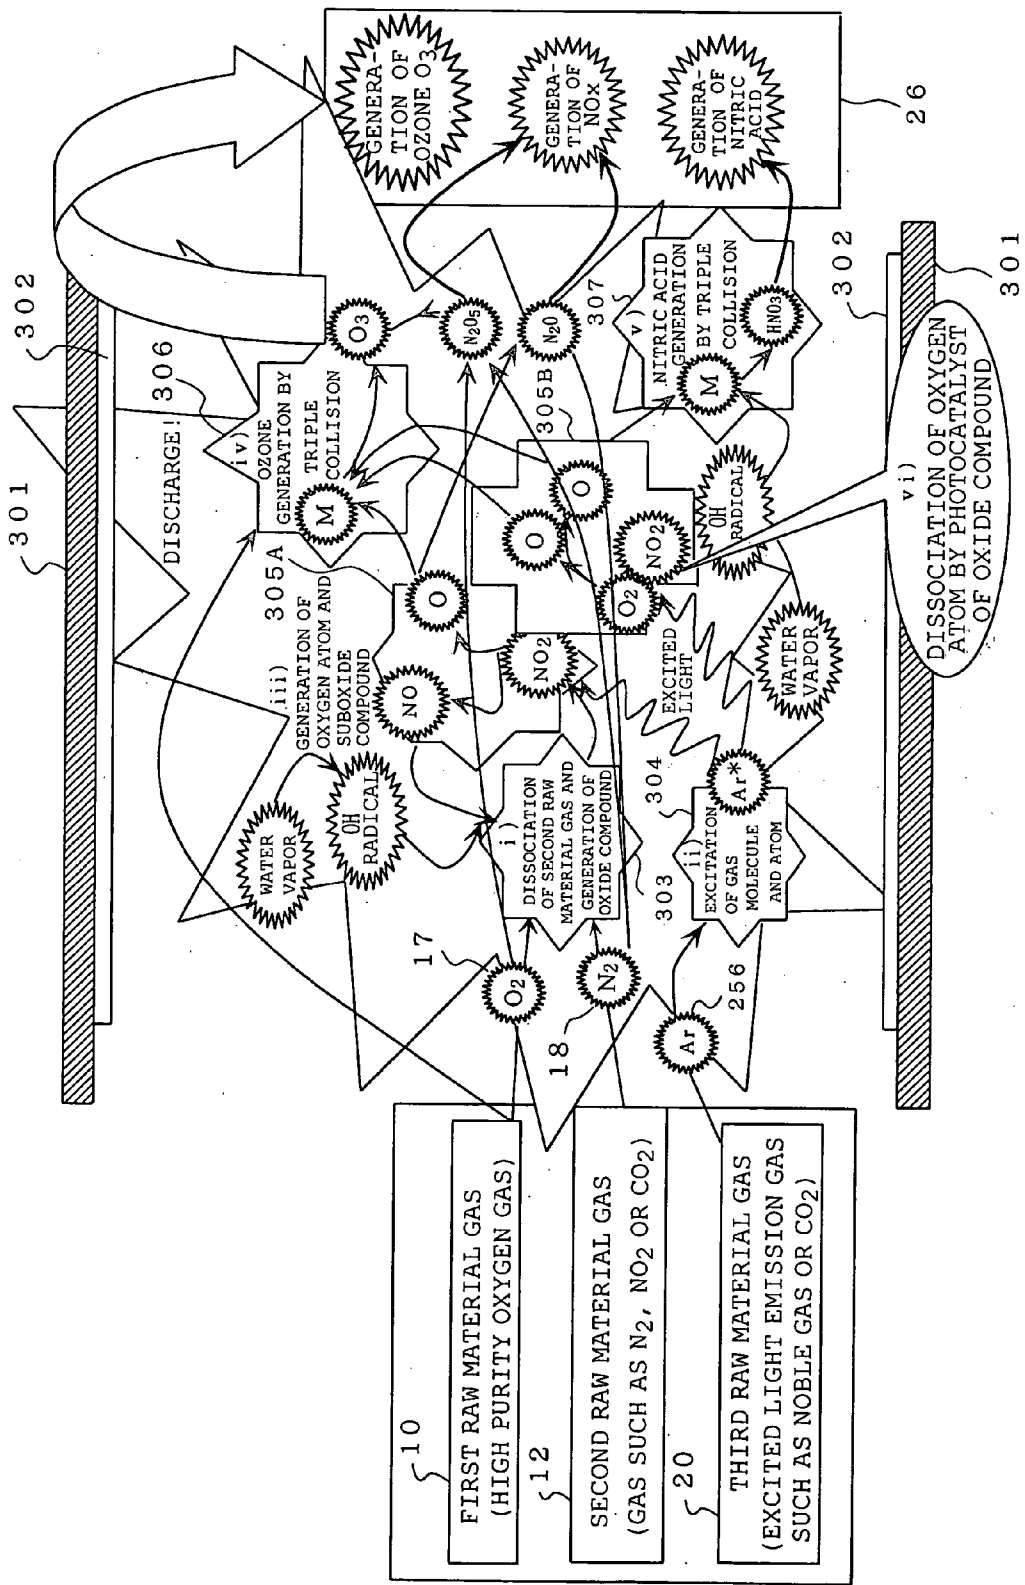 301
302
DISCHARGE!
306
iv)
OZONE
GENERATION BY
TRIPLE
COLLISION
M
O3
GENERA-
TION OF
OZONE O3
GENERA-
TION OF
NOx
GENERA-
TION OF
NITRIC
ACID
26
305A
iii)
GENERATION OF
OXYGEN ATOM AND
SUBOXIDE
COMPOUND
NO
O
NO2
WATER
VAPOR
OH
RADICAL
N2O5
N2O
305B
O
O
O2
NO2
EXCITED
LIGHT
OH
RADICAL
WATER
VAPOR
307
v)
NITRIC ACID
GENERATION
BY TRIPLE
COLLISION
M
HNO3
17
O2
18
N2
i)
DISSOCIATION
OF SECOND RAW
MATERIAL GAS AND
GENERATION OF
OXIDE COMPOUND
303
304
ii)
EXCITATION
OF GAS
MOLECULE
AND ATOM
Ar*
Ar
256
10
FIRST RAW MATERIAL GAS
(HIGH PURITY OXYGEN GAS)
12
SECOND RAW MATERIAL GAS
(GAS SUCH AS N2, NO2 OR CO2)
20
THIRD RAW MATERIAL GAS
(EXCITED LIGHT EMISSION GAS
SUCH AS NOBLE GAS OR CO2)
302
301
vi)
DISSOCIATION OF OXYGEN
ATOM BY PHOTOCATALYST
OF OXIDE COMPOUND